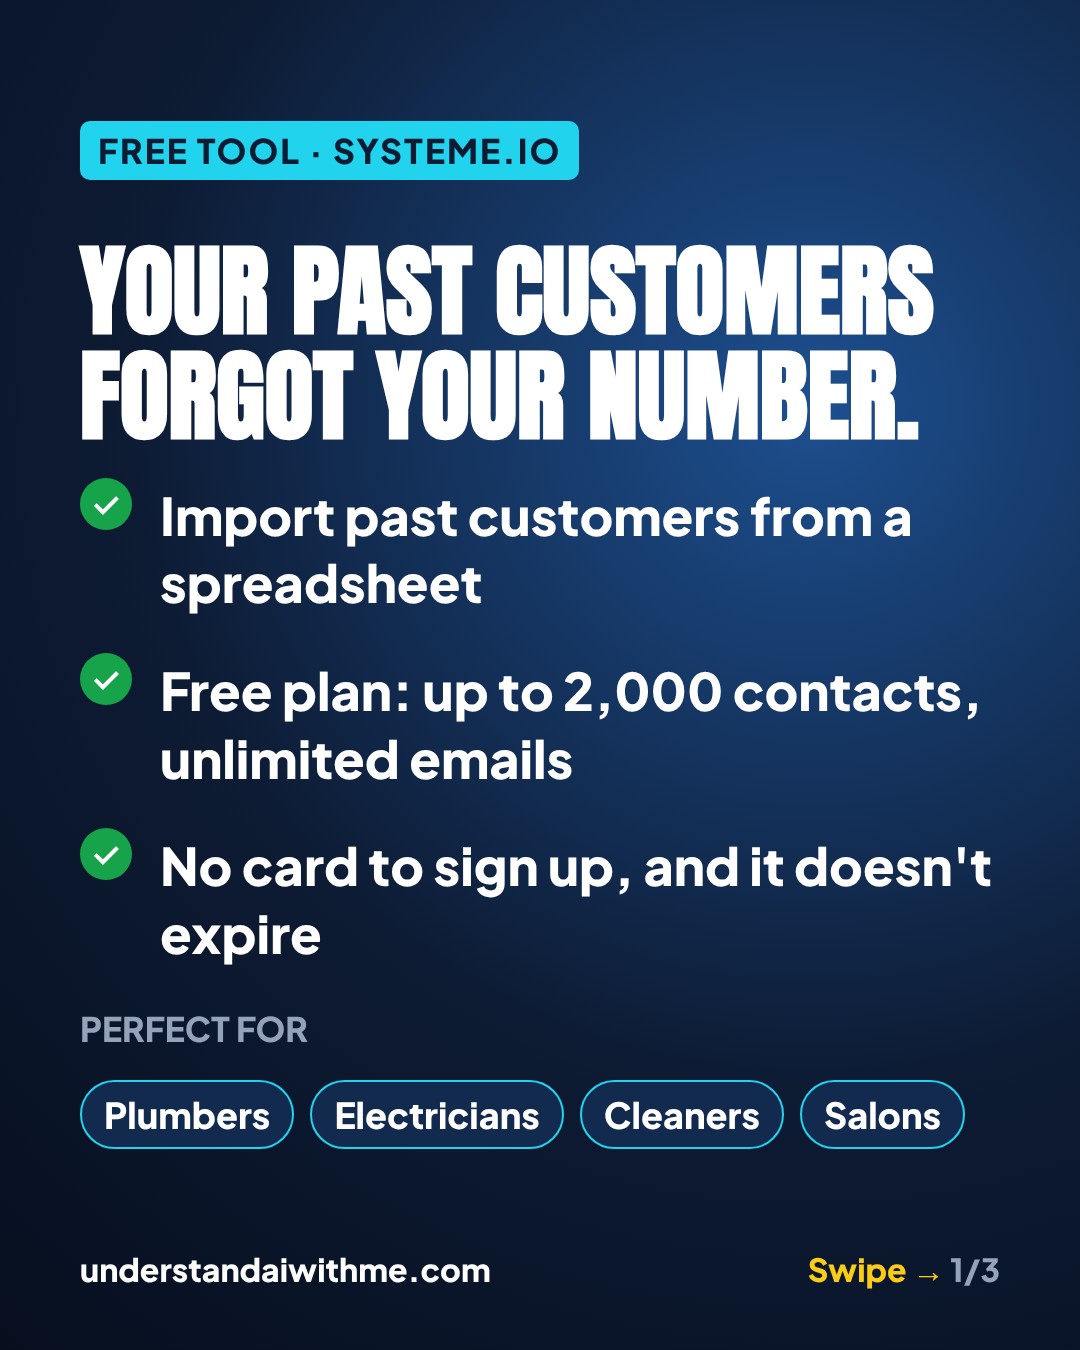 FREE TOOL · SYSTEME.IO
YOUR PAST CUSTOMERS
FORGOT YOUR NUMBER.
Import past customers from a
spreadsheet
Free plan: up to 2,000 contacts,
unlimited emails
No card to sign up, and it doesn't
expire
PERFECT FOR
Plumbers Electricians Cleaners Salons
understandaiwithme.com Swipe → 1/3